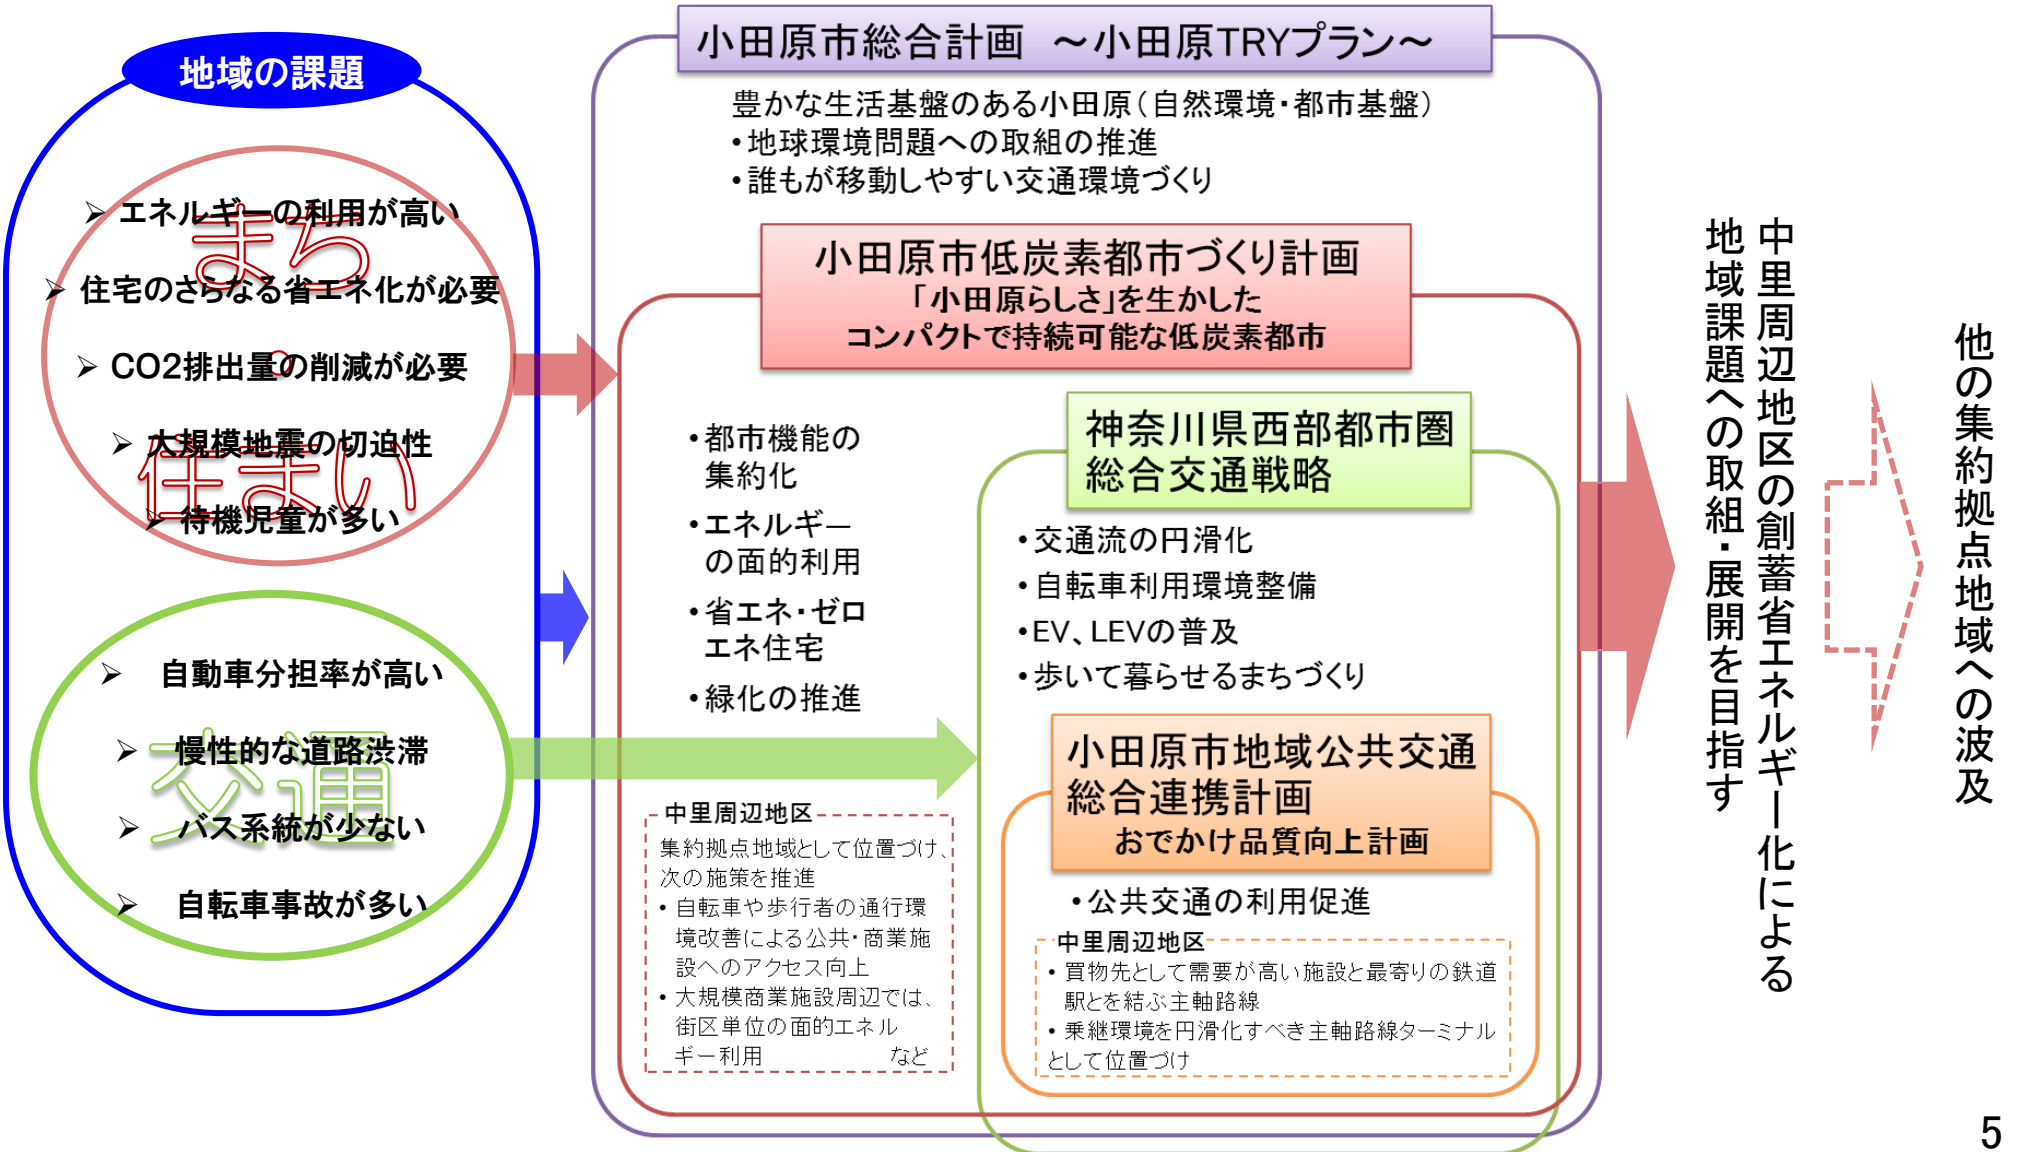 地域の課題
まち
・
住まい
➢ エネルギーの利用が高い
➢ 住宅のさらなる省エネ化が必要
➢ CO2排出量の削減が必要
➢ 大規模地震の切迫性
➢ 待機児童が多い
交通
➢ 自動車分担率が高い
➢ 慢性的な道路渋滞
➢ バス系統が少ない
➢ 自転車事故が多い
小田原市総合計画 ～小田原TRYプラン～
豊かな生活基盤のある小田原（自然環境・都市基盤）
・地球環境問題への取組の推進
・誰もが移動しやすい交通環境づくり
小田原市低炭素都市づくり計画
「小田原らしさ」を生かした
コンパクトで持続可能な低炭素都市
・都市機能の
集約化
・エネルギー
の面的利用
・省エネ・ゼロ
エネ住宅
・緑化の推進
中里周辺地区
集約拠点地域として位置づけ、
次の施策を推進
・自転車や歩行者の通行環
境改善による公共・商業施
設へのアクセス向上
・大規模商業施設周辺では、
街区単位の面的エネル
ギー利用 など
神奈川県西部都市圏
総合交通戦略
・交通流の円滑化
・自転車利用環境整備
・EV、LEVの普及
・歩いて暮らせるまちづくり
小田原市地域公共交通
総合連携計画
おでかけ品質向上計画
・公共交通の利用促進
中里周辺地区
・買物先として需要が高い施設と最寄りの鉄道
駅とを結ぶ主軸路線
・乗継環境を円滑化すべき主軸路線ターミナル
として位置づけ
中里周辺地区の創蓄省エネルギー化による
地域課題への取組・展開を目指す
他の集約拠点地域への波及
5